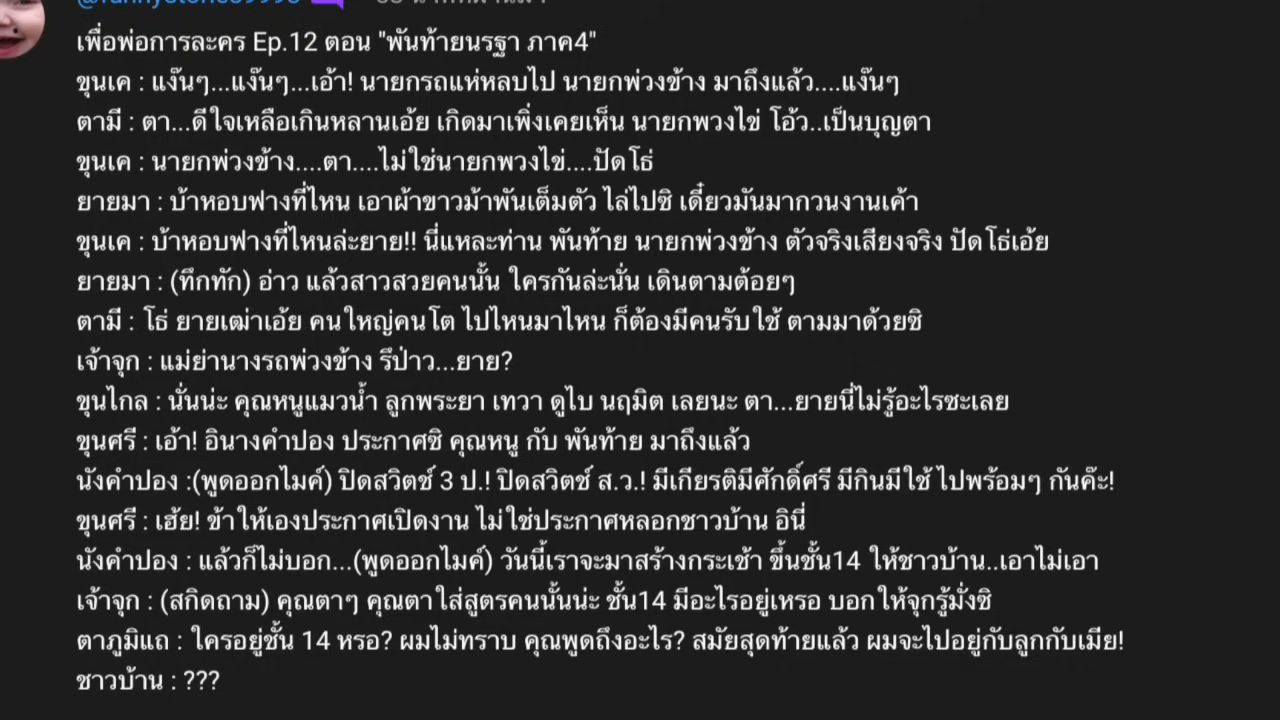 เพื่อพ่อการละคร Ep.12 ตอน "พันท้ายนรฐา ภาค4"
ขุนเค : แง๊นๆ...แง๊นๆ...เอ้า! นายกรถแห่หลบไป นายกพ่วงข้าง มาถึงแล้ว....แง๊นๆ
ตามี : ตา...ดีใจเหลือเกินหลานเอ้ย เกิดมาเพิ่งเคยเห็น นายกพวงไข่ โอ้ว..เป็นบุญตา
ขุนเค : นายกพ่วงข้าง....ตา....ไม่ใช่นายกพวงไข่....ปัดโธ่
ยายมา : บ้าหอบฟางที่ไหน เอาผ้าขาวม้าพันเต็มตัว ไล่ไปซิ เดี๋ยวมันมากวนงานเค้า
ขุนเค : บ้าหอบฟางที่ไหนล่ะยาย!! นี่แหละท่าน พันท้าย นายกพ่วงข้าง ตัวจริงเสียงจริง ปัดโธ่เอ้ย
ยายมา : (ทึกทัก) อ่าว แล้วสาวสวยคนนั้น ใครกันล่ะนั่น เดินตามต้อยๆ
ตามี : โธ่ ยายเฒ่าเอ้ย คนใหญ่คนโต ไปไหนมาไหน ก็ต้องมีคนรับใช้ ตามมาด้วยซิ
เจ้าจุก : แม่ย่านางรถพ่วงข้าง รึป่าว...ยาย?
ขุนไกล : นั่นน่ะ คุณหนูแมวน้ำ ลูกพระยา เทวา ดูไบ นฤมิต เลยนะ ตา...ยายนี่ไม่รู้อะไรซะเลย
ขุนศรี : เอ้า! อินางคำปอง ประกาศซิ คุณหนู กับ พันท้าย มาถึงแล้ว
นังคำปอง :(พูดออกไมค์) ปิดสวิตช์ 3 ป.! ปิดสวิตช์ ส.ว.! มีเกียรติมีศักดิ์ศรี มีกินมีใช้ ไปพร้อมๆ กันค๊ะ!
ขุนศรี : เฮ้ย! ข้าให้เองประกาศเปิดงาน ไม่ใช่ประกาศหลอกชาวบ้าน อินี่
นังคำปอง : แล้วก็ไม่บอก...(พูดออกไมค์) วันนี้เราจะมาสร้างกระเช้า ขึ้นชั้น14 ให้ชาวบ้าน..เอาไม่เอา
เจ้าจุก : (สกิดถาม) คุณตาๆ คุณตาใส่สูตรคนนั้นน่ะ ชั้น14 มีอะไรอยู่เหรอ บอกให้จุกรู้มั่งซิ
ตาภูมิแถ : ใครอยู่ชั้น 14 หรอ? ผมไม่ทราบ คุณพูดถึงอะไร? สมัยสุดท้ายแล้ว ผมจะไปอยู่กับลูกกับเมีย!
ชาวบ้าน : ???